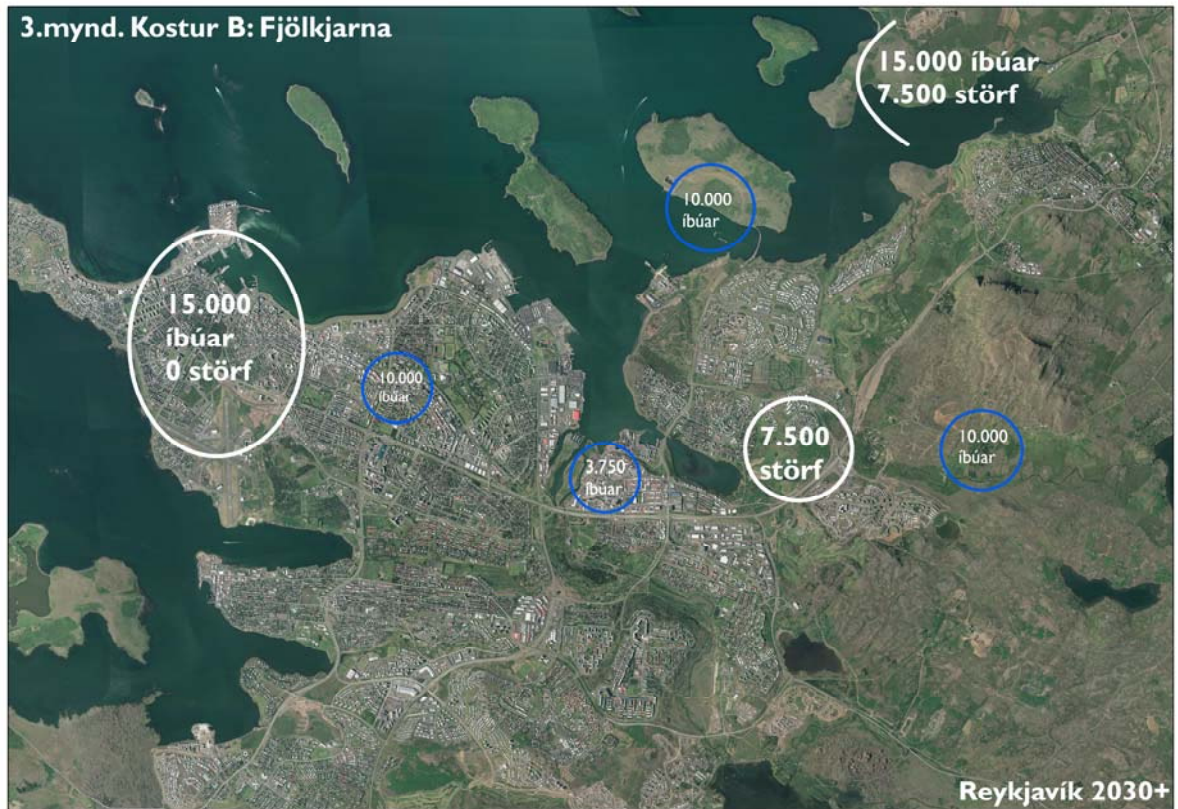 3.mynd. Kostur B: Fjölkjarna
15.000 íbúar
7.500 störf
10.000
íbúar
15.000
íbúar
0 störf
10.000
íbúar
3.750
íbúar
7.500
störf
10.000
íbúar
Reykjavík 2030+